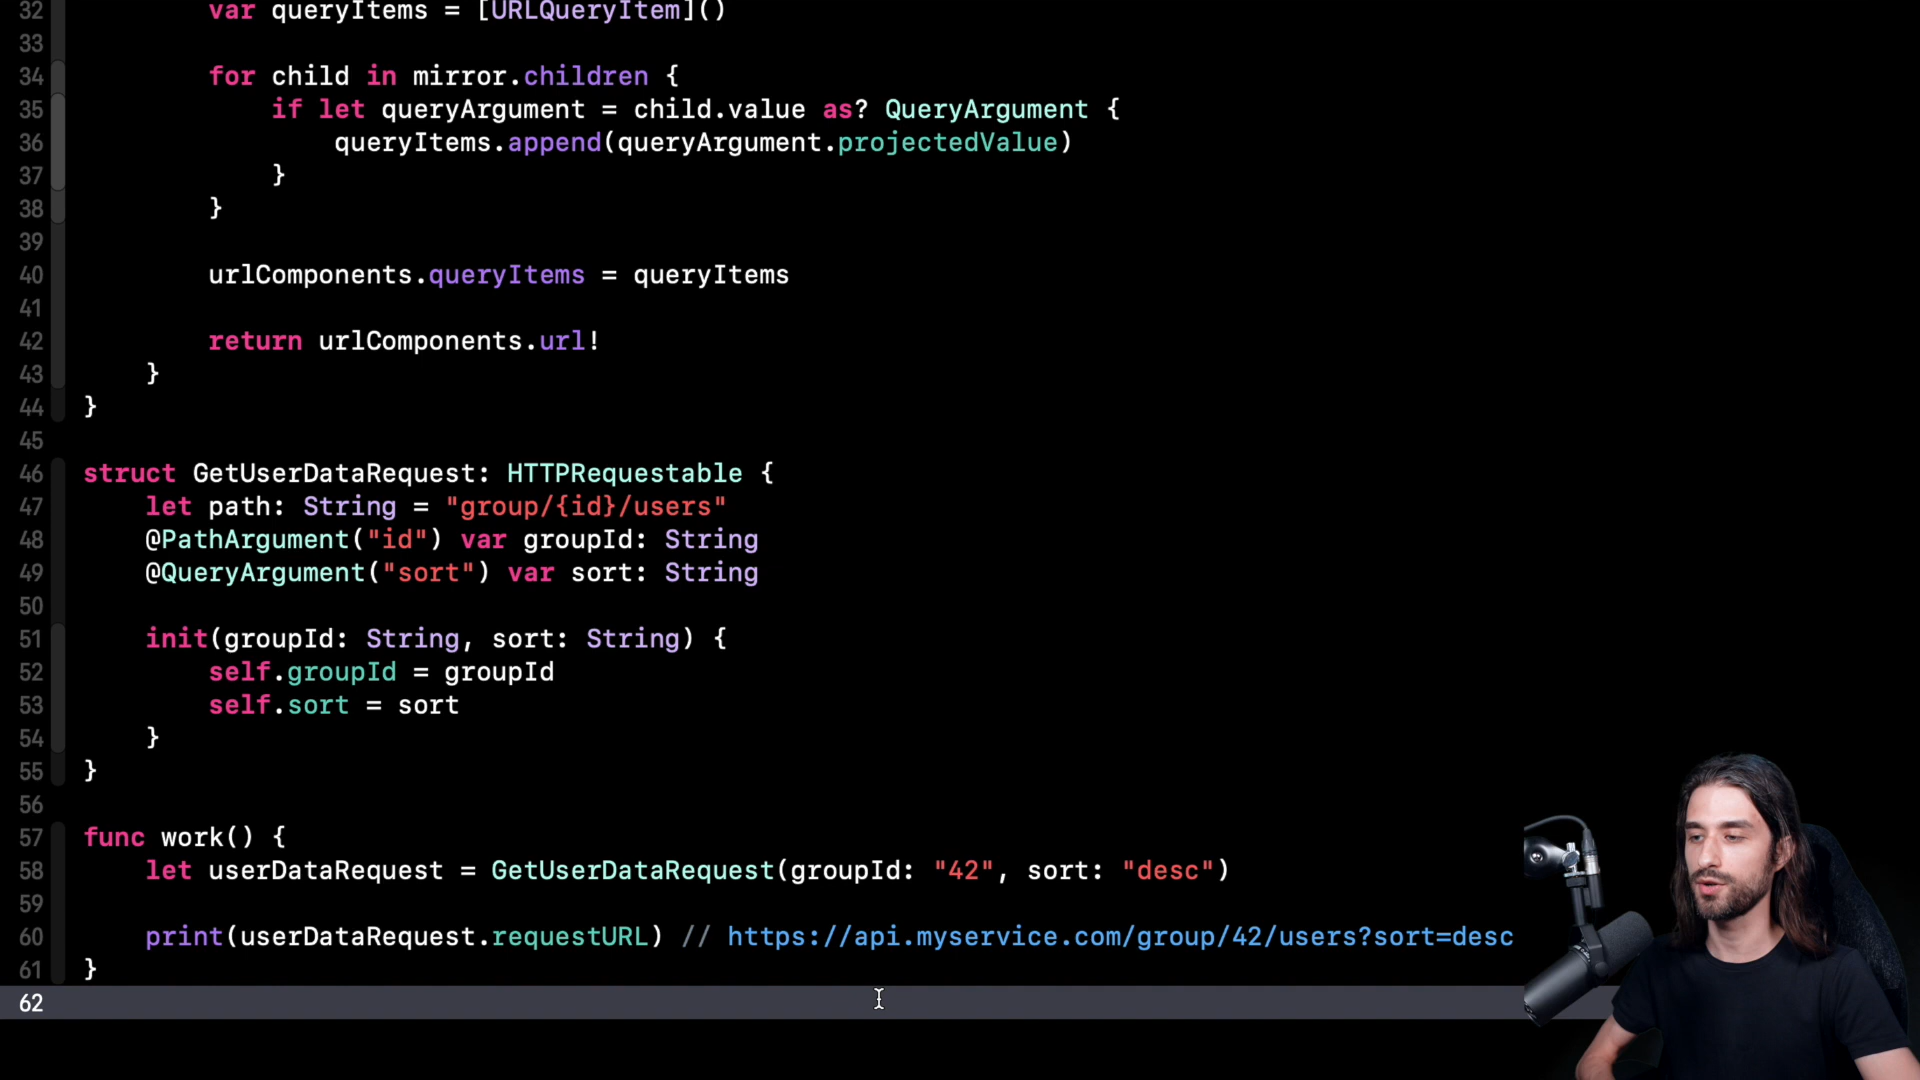 32 var queryItems = [URLQueryItem]()
33
34 for child in mirror.children {
35 if let queryArgument = child.value as? QueryArgument {
36 queryItems.append(queryArgument.projectedValue)
37 }
38 }
39
40 urlComponents.queryItems = queryItems
41
42 return urlComponents.url!
43 }
44 }
45
46 struct GetUserDataRequest: HTTPRequestable {
47 let path: String = "group/{id}/users"
48 @PathArgument("id") var groupId: String
49 @QueryArgument("sort") var sort: String
50
51 init(groupId: String, sort: String) {
52 self.groupId = groupId
53 self.sort = sort
54 }
55 }
56
57 func work() {
58 let userDataRequest = GetUserDataRequest(groupId: "42", sort: "desc")
59
60 print(userDataRequest.requestURL) // https://api.myservice.com/group/42/users?sort=desc
61 }
62